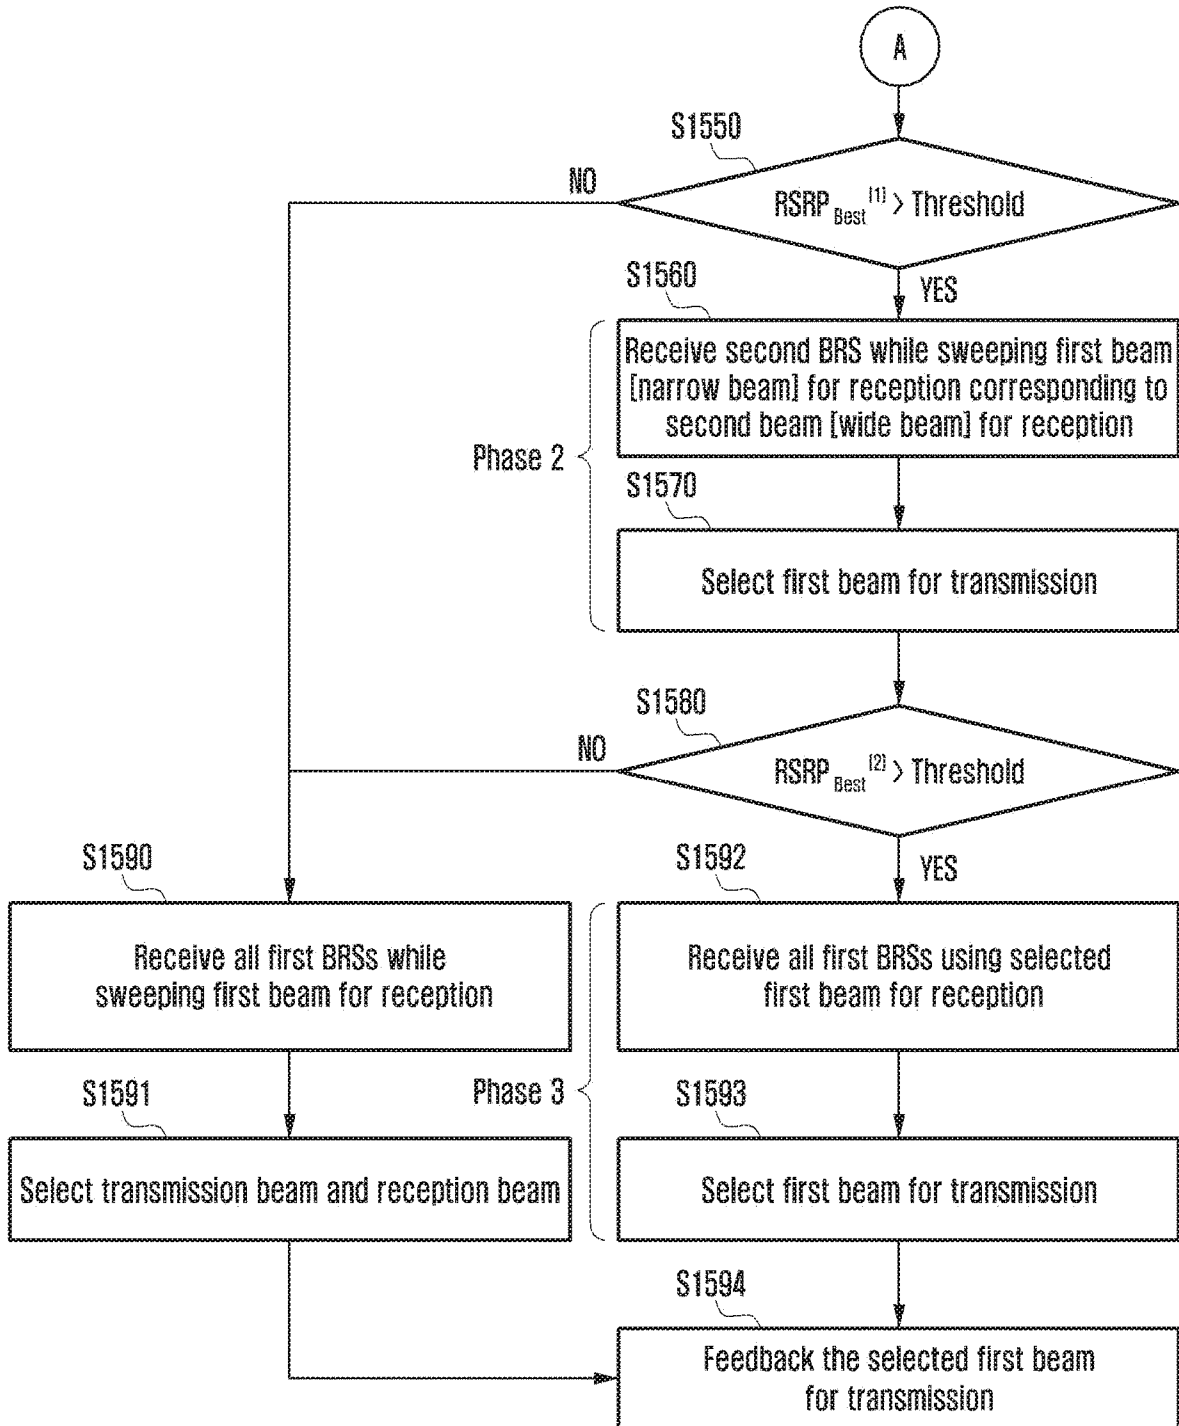 A
S1550
NO
RSRP Best [1] > Threshold
S1560
YES
Receive second BRS while sweeping first beam
[narrow beam] for reception corresponding to
second beam [wide beam] for reception
Phase 2
S1570
Select first beam for transmission
S1580
NO
RSRP Best [2] > Threshold
S1590
S1592
YES
Receive all first BRSs while
sweeping first beam for reception
Receive all first BRSs using selected
first beam for reception
S1591
Phase 3
S1593
Select transmission beam and reception beam
Select first beam for transmission
S1594
Feedback the selected first beam
for transmission